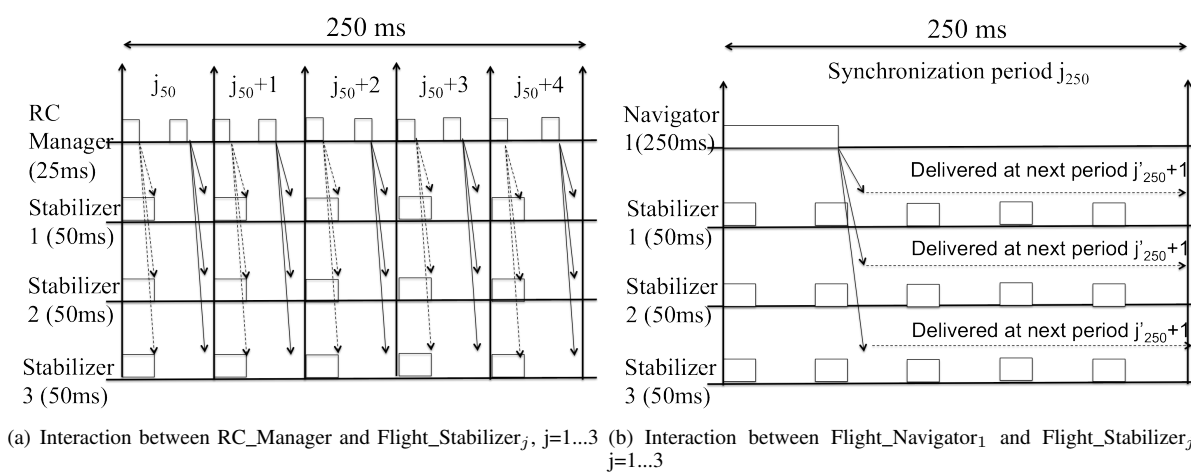 250 ms
j50 j50+1 j50+2 j50+3 j50+4
RC
Manager
(25ms)
Stabilizer
1 (50ms)
Stabilizer
2 (50ms)
Stabilizer
3 (50ms)
(a) Interaction between RC_Manager and Flight_Stabilizerj, j=1...3
250 ms
Synchronization period j250
Navigator
1(250ms)
Delivered at next period j'250+1
Stabilizer
1 (50ms)
Delivered at next period j'250+1
Stabilizer
2 (50ms)
Delivered at next period j'250+1
Stabilizer
3 (50ms)
(b) Interaction between Flight_Navigator1 and Flight_Stabilizerj
j=1...3